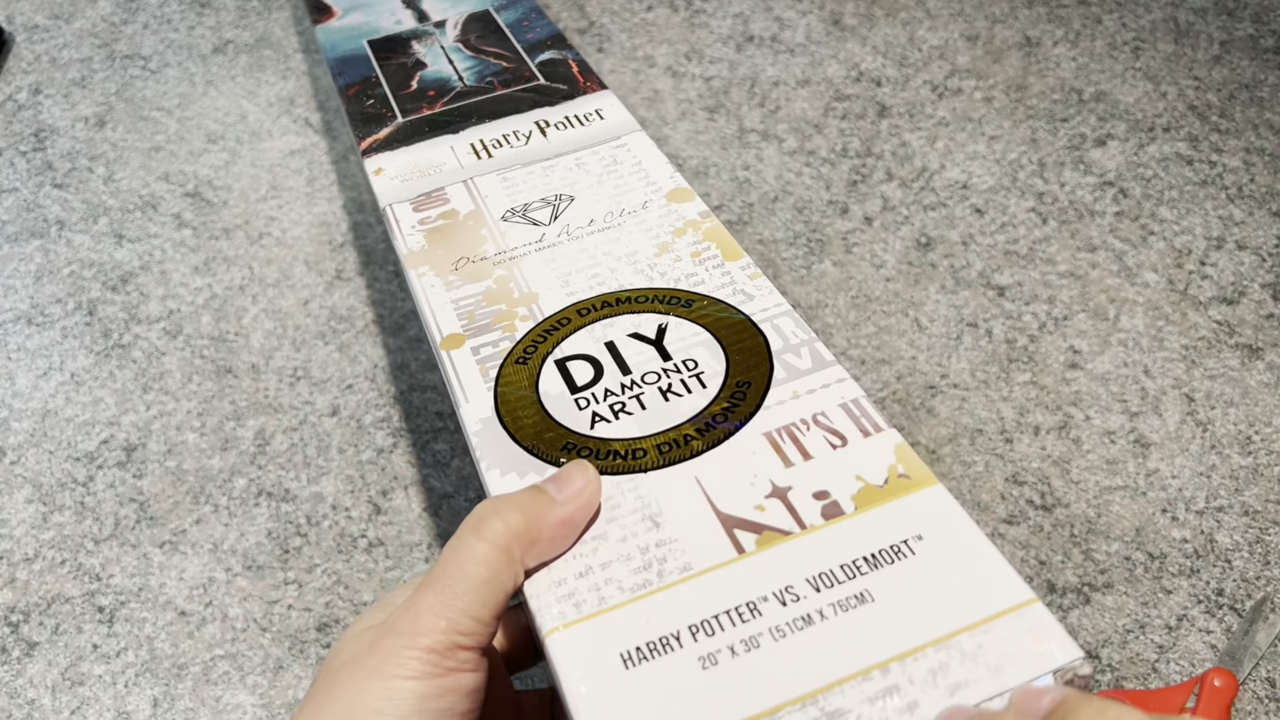 Harry Potter
WIZARDING
WORLD
Diamond Art Club
DO WHAT MAKES YOU SPARKLE
ROUND DIAMONDS
DIY
DIAMOND
ART KIT
ROUND DIAMONDS
IT'S
HARRY POTTER™ VS. VOLDEMORT™
20" X 30" (51CM X 76CM)